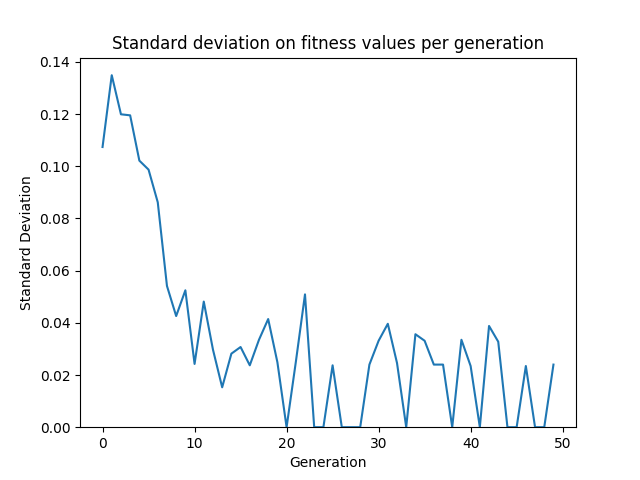 Standard deviation on fitness values per generation
0.14
0.12
0.10
0.08
0.06
0.04
0.02
0.00
Standard Deviation
0 10 20 30 40 50
Generation